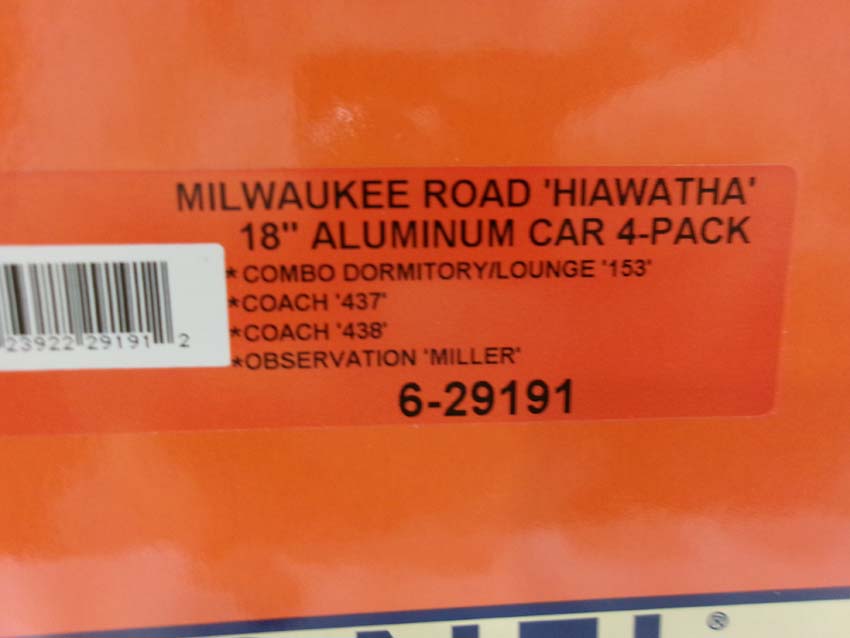 MILWAUKEE ROAD 'HIAWATHA'
18" ALUMINUM CAR 4-PACK
*COMBO DORMITORY/LOUNGE '153'
*COACH '437'
*COACH '438'
*OBSERVATION 'MILLER'
23922 29191 2
6-29191
®